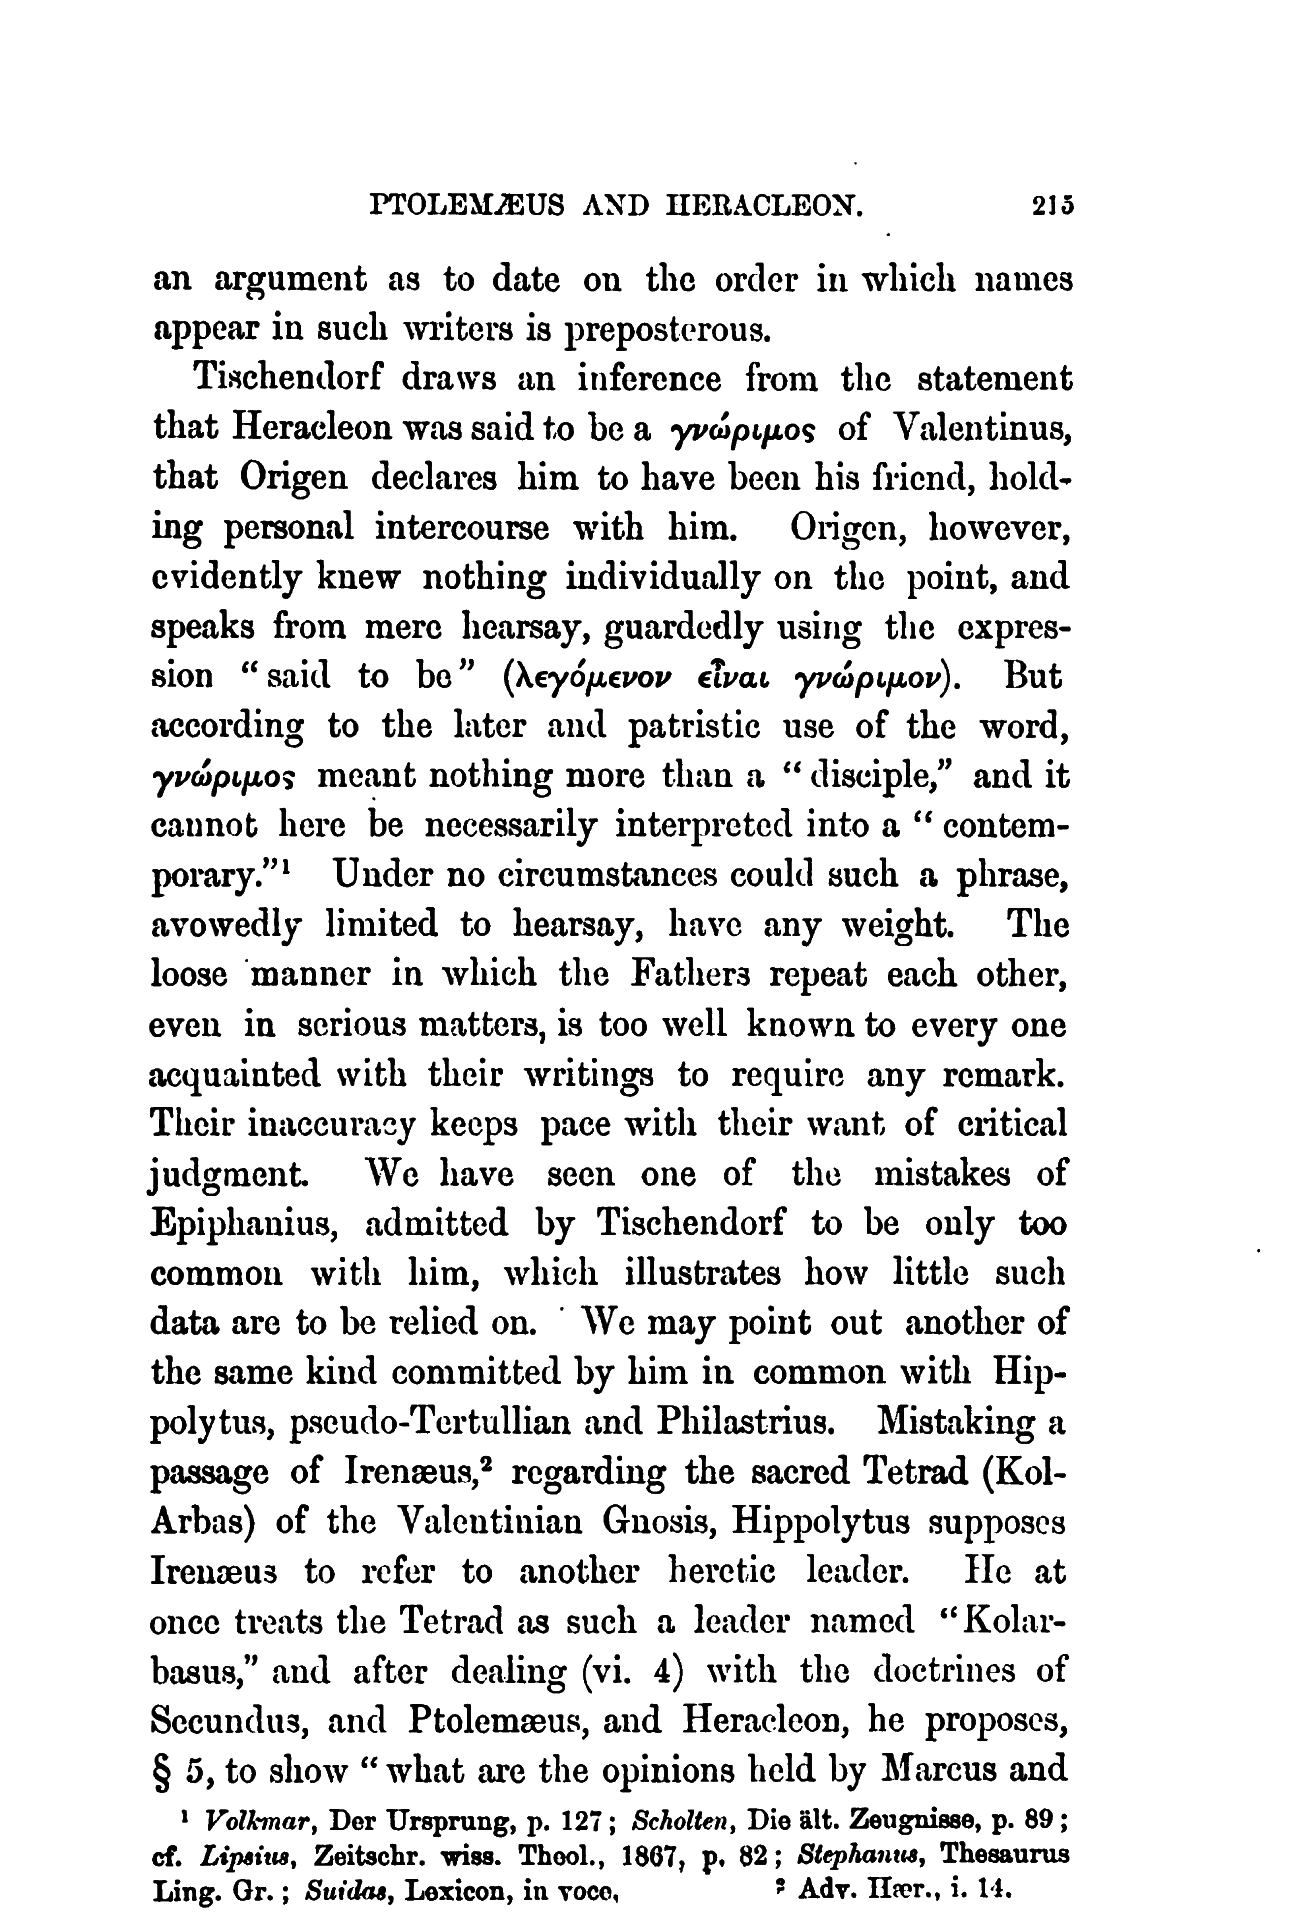 PTOLEMÆUS AND HERACLEON. 215
an argument as to date on the order in which names
appear in such writers is preposterous.
Tischendorf draws an inference from the statement
that Heracleon was said to be a γνώριμος of Valentinus,
that Origen declares him to have been his friend, hold-
ing personal intercourse with him. Origen, however,
evidently knew nothing individually on the point, and
speaks from mere hearsay, guardedly using the expres-
sion “said to be” (λεγόμενον εἶναι γνώριμον). But
according to the later and patristic use of the word,
γνώριμος meant nothing more than a “disciple,” and it
cannot here be necessarily interpreted into a “contem-
porary.”¹ Under no circumstances could such a phrase,
avowedly limited to hearsay, have any weight. The
loose manner in which the Fathers repeat each other,
even in serious matters, is too well known to every one
acquainted with their writings to require any remark.
Their inaccuracy keeps pace with their want of critical
judgment. We have seen one of the mistakes of
Epiphanius, admitted by Tischendorf to be only too
common with him, which illustrates how little such
data are to be relied on. We may point out another of
the same kind committed by him in common with Hip-
polytus, pseudo-Tertullian and Philastrius. Mistaking a
passage of Irenæus,² regarding the sacred Tetrad (Kol-
Arbas) of the Valentinian Gnosis, Hippolytus supposes
Irenæus to refer to another heretic leader. He at
once treats the Tetrad as such a leader named “Kolar-
basus,” and after dealing (vi. 4) with the doctrines of
Secundus, and Ptolemæus, and Heracleon, he proposes,
§ 5, to show “what are the opinions held by Marcus and
¹ Volkmar, Der Ursprung, p. 127; Scholten, Die ält. Zeugnisse, p. 89;
cf. Lipsius, Zeitschr. wiss. Theol., 1867, p. 82; Stephanus, Thesaurus
Ling. Gr.; Suidas, Lexicon, in voce. ² Adv. Hær., i. 14.